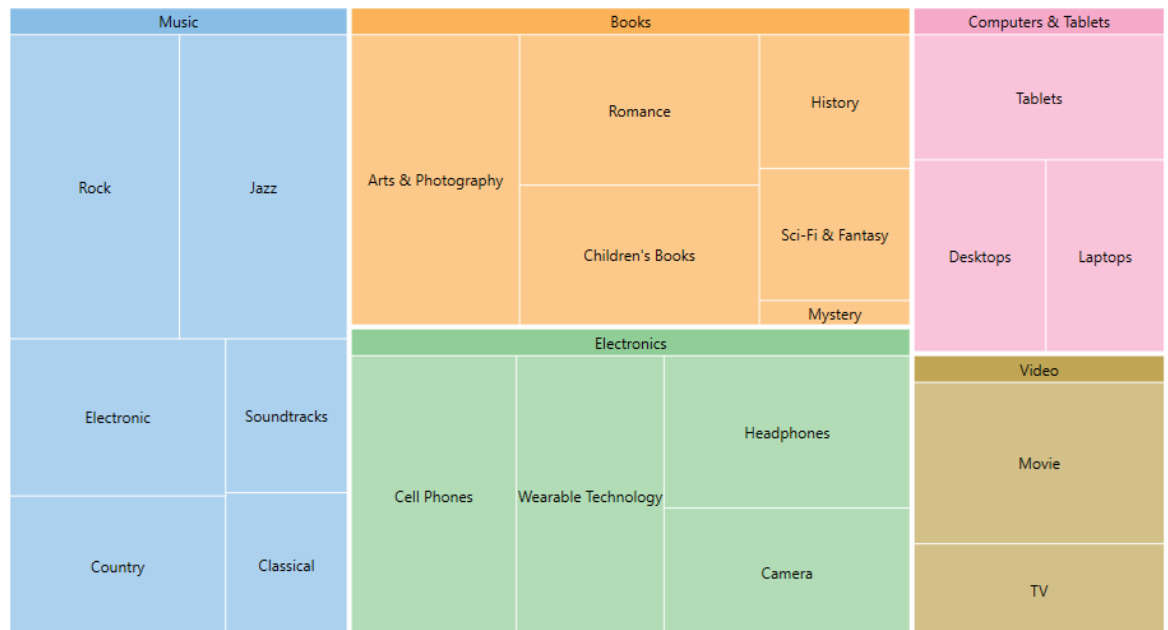 Music
Rock
Jazz
Electronic
Soundtracks
Country
Classical
Books
Arts & Photography
Romance
Children's Books
History
Sci-Fi & Fantasy
Mystery
Electronics
Cell Phones
Wearable Technology
Headphones
Camera
Computers & Tablets
Tablets
Desktops
Laptops
Video
Movie
TV